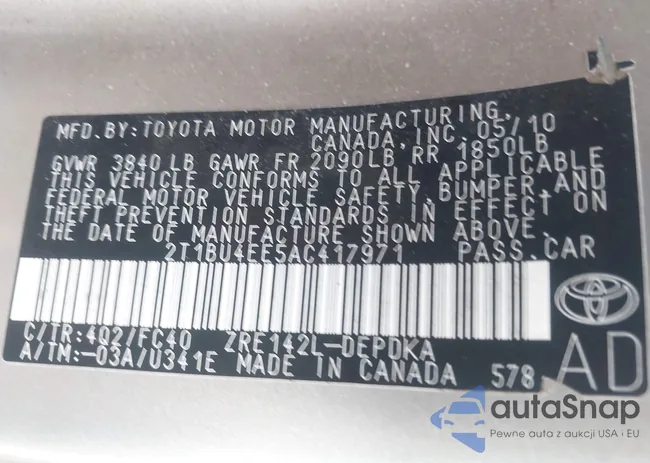 MFD.BY:TOYOTA MOTOR MANUFACTURING,
CANADA, INC. 05/10
GVWR 3840LB GAWR FR 2090LB RR 1850LB
THIS VEHICLE CONFORMS TO ALL APPLICABLE
FEDERAL MOTOR VEHICLE SAFETY, BUMPER, AND
THEFT PREVENTION STANDARDS IN EFFECT ON
THE DATE OF MANUFACTURE SHOWN ABOVE.
2T1BU4EE5AC417971 PASS.CAR
C/TR:4Q2/FC40 ZRE142L-DEPDKA
A/TM:-03A/U341E MADE IN CANADA 578
AD
autaSnap
Pewne auta z aukcji USA i EU